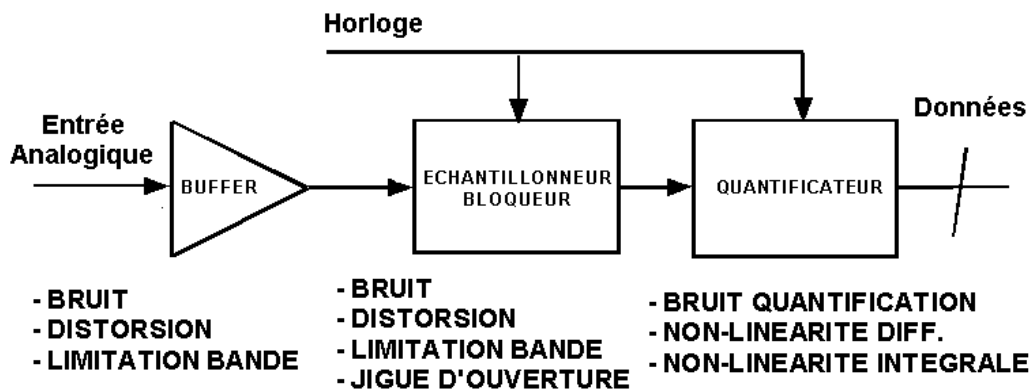 Horloge
Entrée
Analogique
BUFFER
ECHANTILLONNEUR
BLOQUEUR
QUANTIFICATEUR
Données
- BRUIT
- DISTORSION
- LIMITATION BANDE
- BRUIT
- DISTORSION
- LIMITATION BANDE
- JIGUE D'OUVERTURE
- BRUIT QUANTIFICATION
- NON-LINEARITE DIFF.
- NON-LINEARITE INTEGRALE